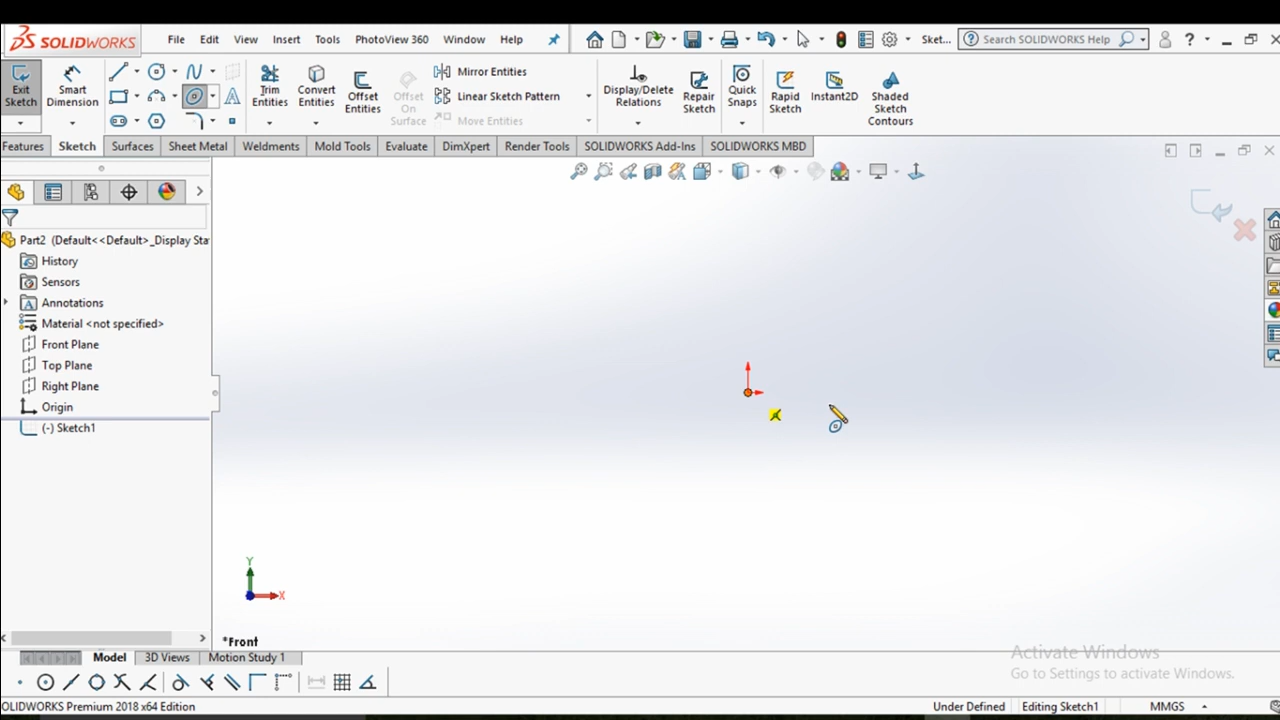 SOLIDWORKS File Edit View Insert Tools PhotoView 360 Window Help Sket... Search SOLIDWORKS Help ?
Exit Sketch
Smart Dimension
Trim Entities
Convert Entities
Offset Entities
Offset On Surface
Mirror Entities
Linear Sketch Pattern
Move Entities
Display/Delete Relations
Repair Sketch
Quick Snaps
Rapid Sketch
Instant2D
Shaded Sketch Contours
Features Sketch Surfaces Sheet Metal Weldments Mold Tools Evaluate DimXpert Render Tools SOLIDWORKS Add-Ins SOLIDWORKS MBD
Part2 (Default<<Default>_Display Sta
History
Sensors
Annotations
Material <not specified>
Front Plane
Top Plane
Right Plane
Origin
(-) Sketch1
Y
X
*Front
Activate Windows
Go to Settings to activate Windows.
Model 3D Views Motion Study 1
OLIDWORKS Premium 2018 x64 Edition Under Defined Editing Sketch1 MMGS